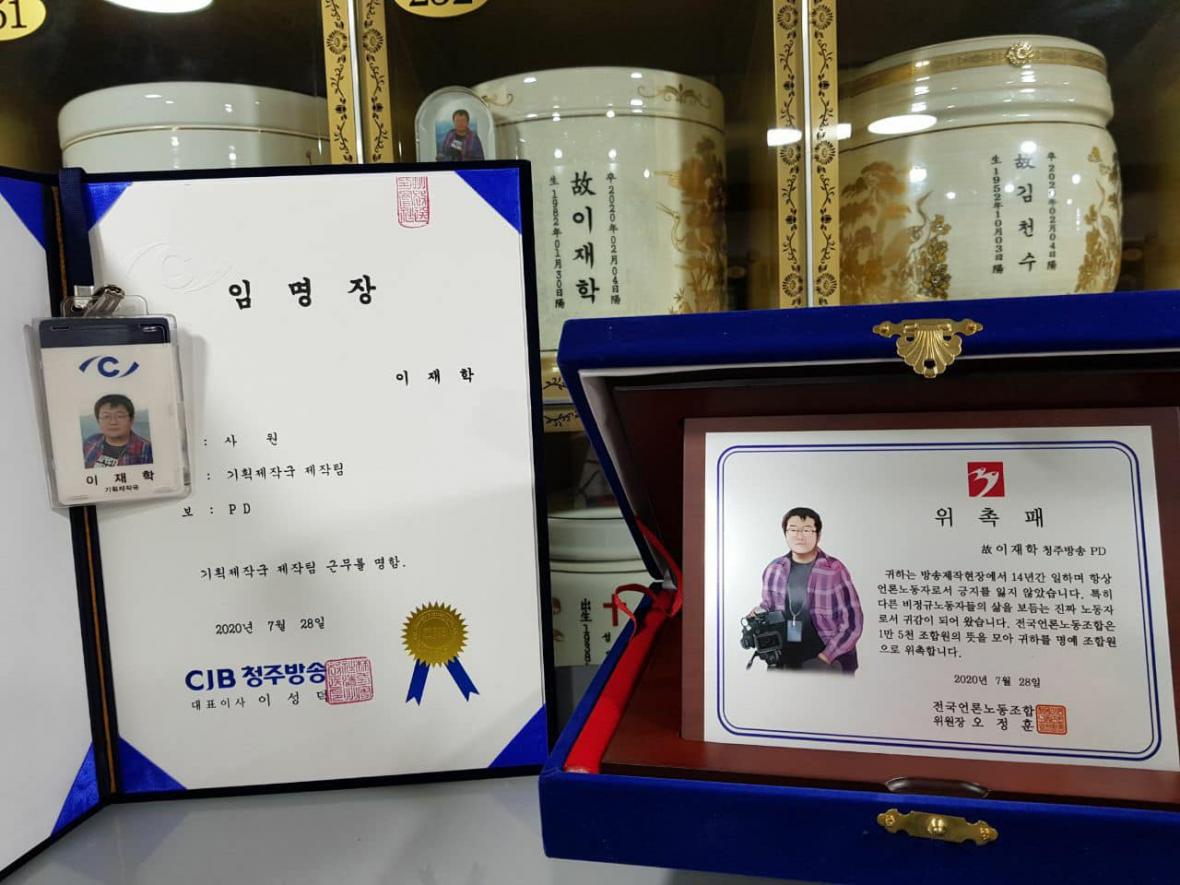 임 명 장
이 재 학
: 사 원
: 기획제작국 제작팀
보 : PD
기획제작국 제작팀 근무를 명함.
2020년 7월 28일
CJB 청주방송
대표이사 이 성 덕
C
이 재 학
기획제작국
卒 2020年 02月 04日 陽
故 이 재 학
生 1982年 01月 30日 陽
卒 2020年 02月 04日 陽
故 김 천 수
生 1952年 10月 03日 陽
위 촉 패
故 이재학 청주방송 PD
귀하는 방송제작현장에서 14년간 일하며 항상
언론노동자로서 긍지를 잃지 않았습니다. 특히
다른 비정규노동자들의 삶을 보듬는 진짜 노동자
로서 귀감이 되어 왔습니다. 전국언론노동조합은
1만 5천 조합원의 뜻을 모아 귀하를 명예 조합원
으로 위촉합니다.
2020년 7월 28일
전국언론노동조합
위원장 오 정 훈